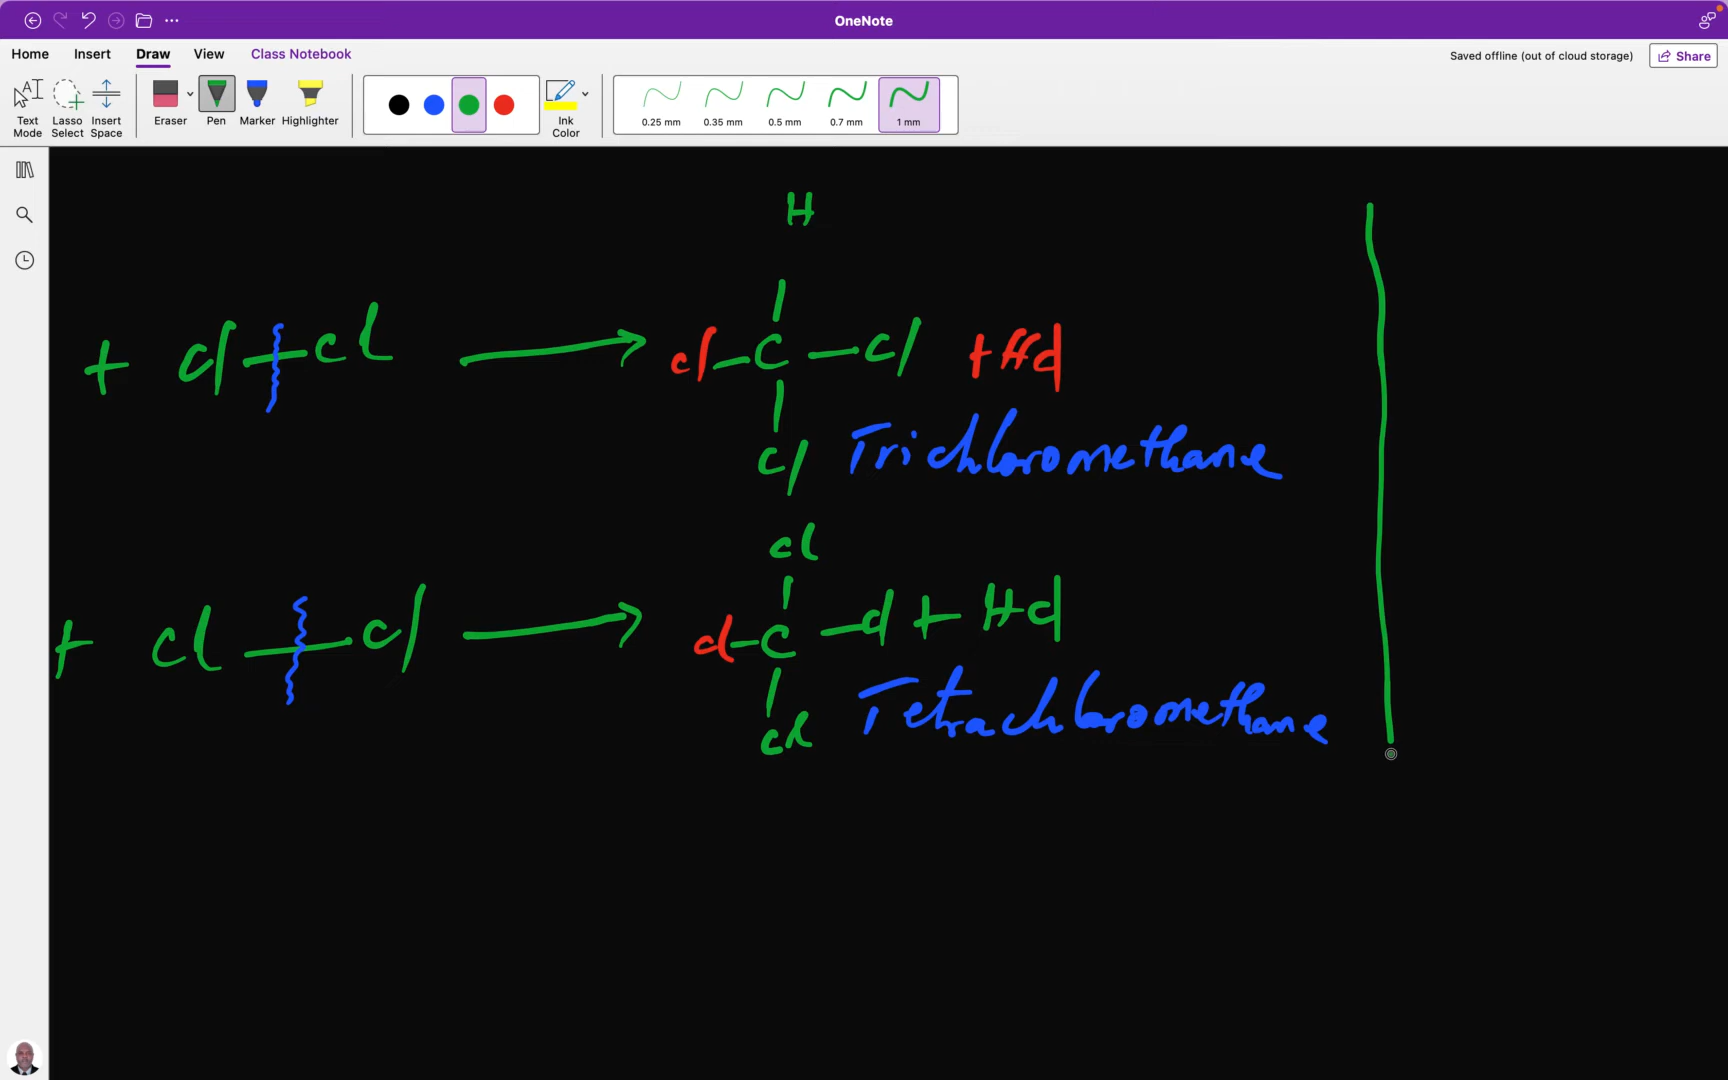 OneNote
Home Insert Draw View Class Notebook
Saved offline (out of cloud storage) Share
Text Mode
Lasso Select
Insert Space
Eraser
Pen
Marker
Highlighter
Ink Color
0.25 mm
0.35 mm
0.5 mm
0.7 mm
1 mm
H
+ Cl — Cl → Cl — C — Cl + HCl
Cl
Trichloromethane
Cl
+ Cl — Cl → Cl — C — Cl + HCl
Cl
Tetrachloromethane